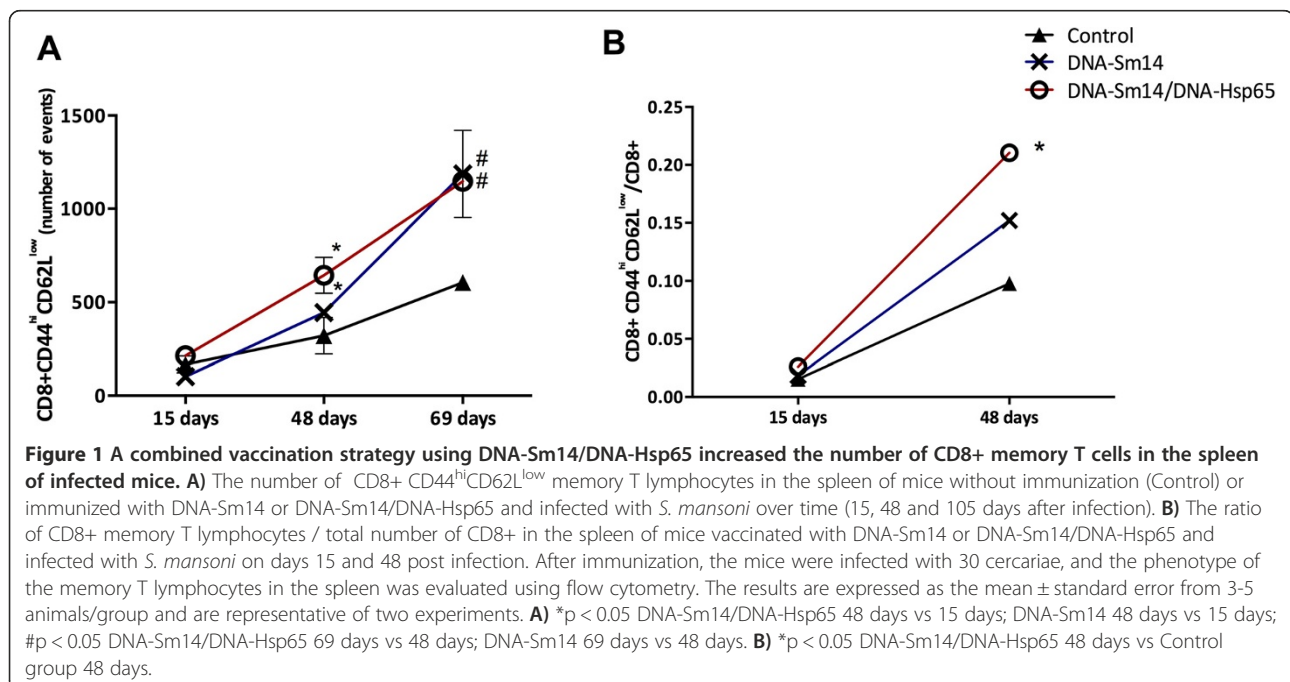 A
B
Control
DNA-Sm14
DNA-Sm14/DNA-Hsp65
CD8+CD44hi CD62Llow (number of events)
1500
1000
500
0
#
#
*
*
15 days
48 days
69 days
CD8+ CD44hi CD62Llow/CD8+
0.25
0.20
0.15
0.10
0.05
0.00
*
15 days
48 days
Figure 1 A combined vaccination strategy using DNA-Sm14/DNA-Hsp65 increased the number of CD8+ memory T cells in the spleen
of infected mice. A) The number of CD8+ CD44hiCD62Llow memory T lymphocytes in the spleen of mice without immunization (Control) or
immunized with DNA-Sm14 or DNA-Sm14/DNA-Hsp65 and infected with S. mansoni over time (15, 48 and 105 days after infection). B) The ratio
of CD8+ memory T lymphocytes / total number of CD8+ in the spleen of mice vaccinated with DNA-Sm14 or DNA-Sm14/DNA-Hsp65 and
infected with S. mansoni on days 15 and 48 post infection. After immunization, the mice were infected with 30 cercariae, and the phenotype of
the memory T lymphocytes in the spleen was evaluated using flow cytometry. The results are expressed as the mean ± standard error from 3-5
animals/group and are representative of two experiments. A) *p < 0.05 DNA-Sm14/DNA-Hsp65 48 days vs 15 days; DNA-Sm14 48 days vs 15 days;
#p < 0.05 DNA-Sm14/DNA-Hsp65 69 days vs 48 days; DNA-Sm14 69 days vs 48 days. B) *p < 0.05 DNA-Sm14/DNA-Hsp65 48 days vs Control
group 48 days.